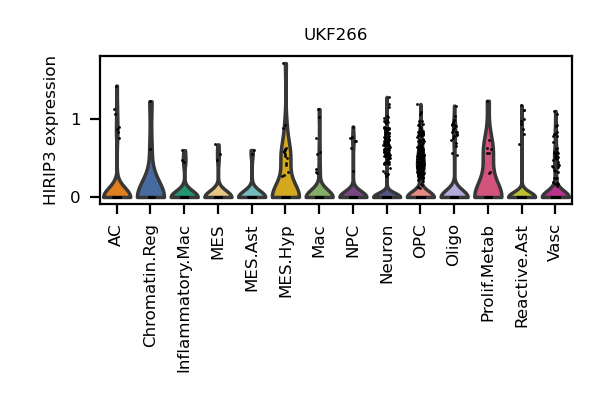 UKF266
HIRIP3 expression
1
0
AC
Chromatin.Reg
Inflammatory.Mac
MES
MES.Ast
MES.Hyp
Mac
NPC
Neuron
OPC
Oligo
Prolif.Metab
Reactive.Ast
Vasc